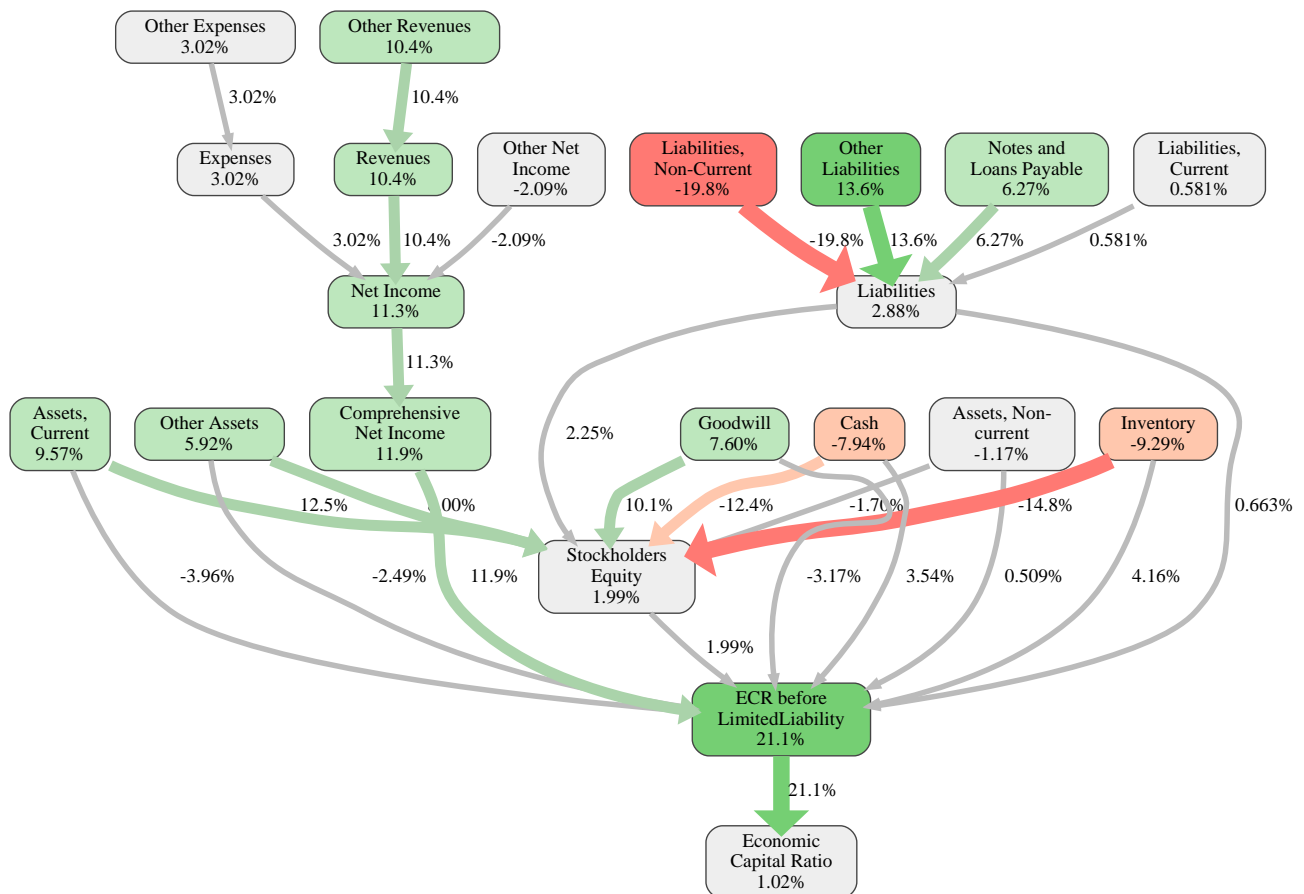 Other Expenses
3.02%
Other Revenues
10.4%
3.02%
10.4%
Expenses
3.02%
Revenues
10.4%
Other Net
Income
-2.09%
Liabilities,
Non-Current
-19.8%
Other
Liabilities
13.6%
Notes and
Loans Payable
6.27%
Liabilities,
Current
0.581%
3.02%
10.4%
-2.09%
-19.8%
13.6%
6.27%
0.581%
Net Income
11.3%
Liabilities
2.88%
11.3%
Assets,
Current
9.57%
Other Assets
5.92%
Comprehensive
Net Income
11.9%
2.25%
Goodwill
7.60%
Cash
-7.94%
Assets, Non-
current
-1.17%
Inventory
-9.29%
12.5%
10.1%
-12.4%
-1.70%
-14.8%
0.663%
Stockholders
Equity
1.99%
-3.96%
-2.49%
11.9%
-3.17%
3.54%
0.509%
4.16%
1.99%
ECR before
LimitedLiability
21.1%
21.1%
Economic
Capital Ratio
1.02%